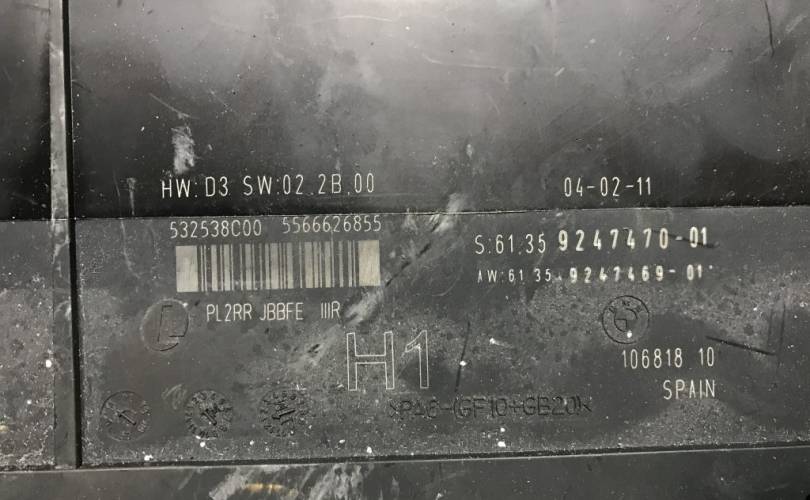 HW: D3 SW:02.2B.00
04-02-11
532538C00 5566626855
S:61.35 9247470-01
AW:61 35 9247469-01
PL2RR JBBFE IIIR
H1
106818 10
SPAIN
>PA6-(GF10+GB20)<